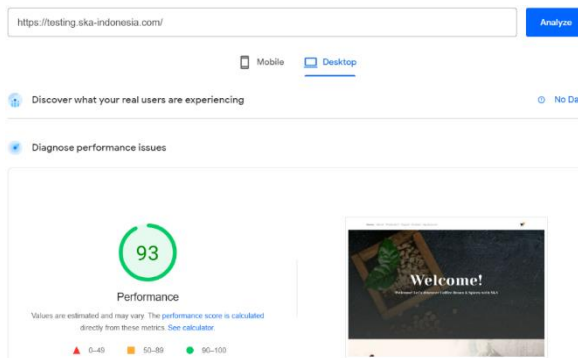 https://testing.ska-indonesia.com/
Analyze
Mobile
Desktop
Discover what your real users are experiencing
No Da
Diagnose performance issues
93
Performance
Values are estimated and may vary. The performance score is calculated
directly from these metrics. See calculator.
0–49
50–89
90–100
Welcome!